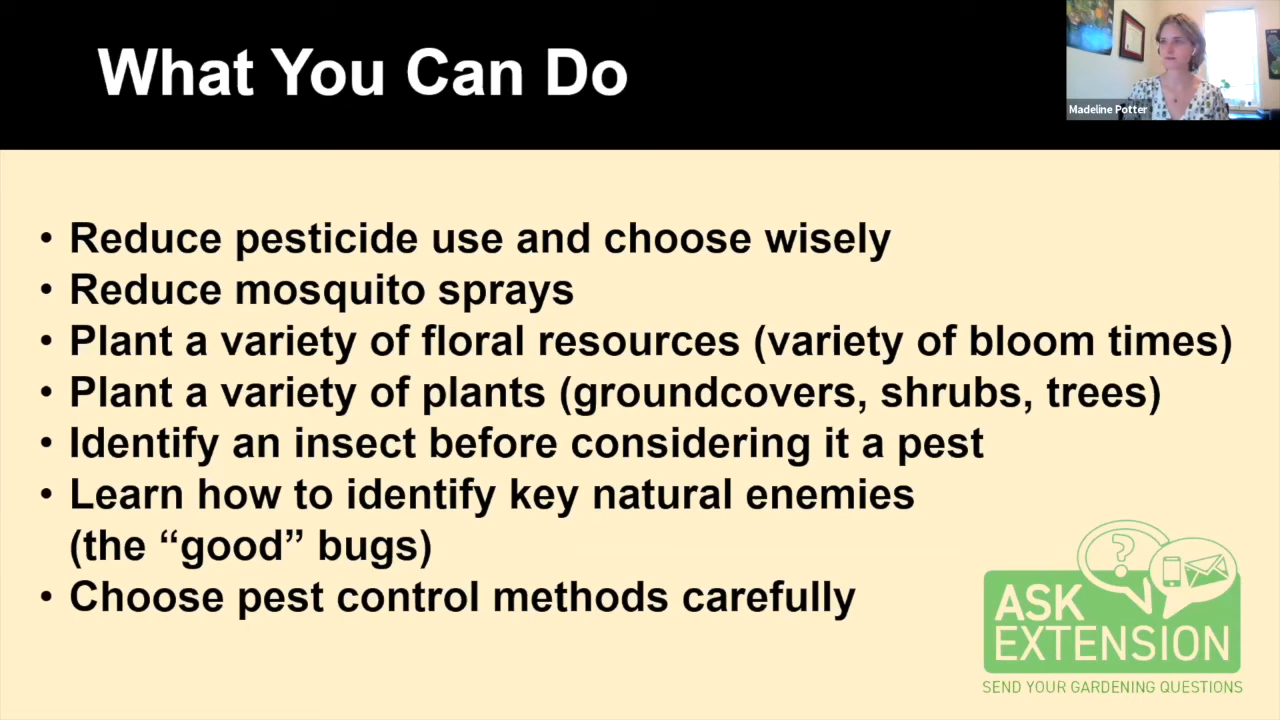 What You Can Do
Madeline Potter
• Reduce pesticide use and choose wisely
• Reduce mosquito sprays
• Plant a variety of floral resources (variety of bloom times)
• Plant a variety of plants (groundcovers, shrubs, trees)
• Identify an insect before considering it a pest
• Learn how to identify key natural enemies
(the “good” bugs)
• Choose pest control methods carefully
?
ASK
EXTENSION
SEND YOUR GARDENING QUESTIONS